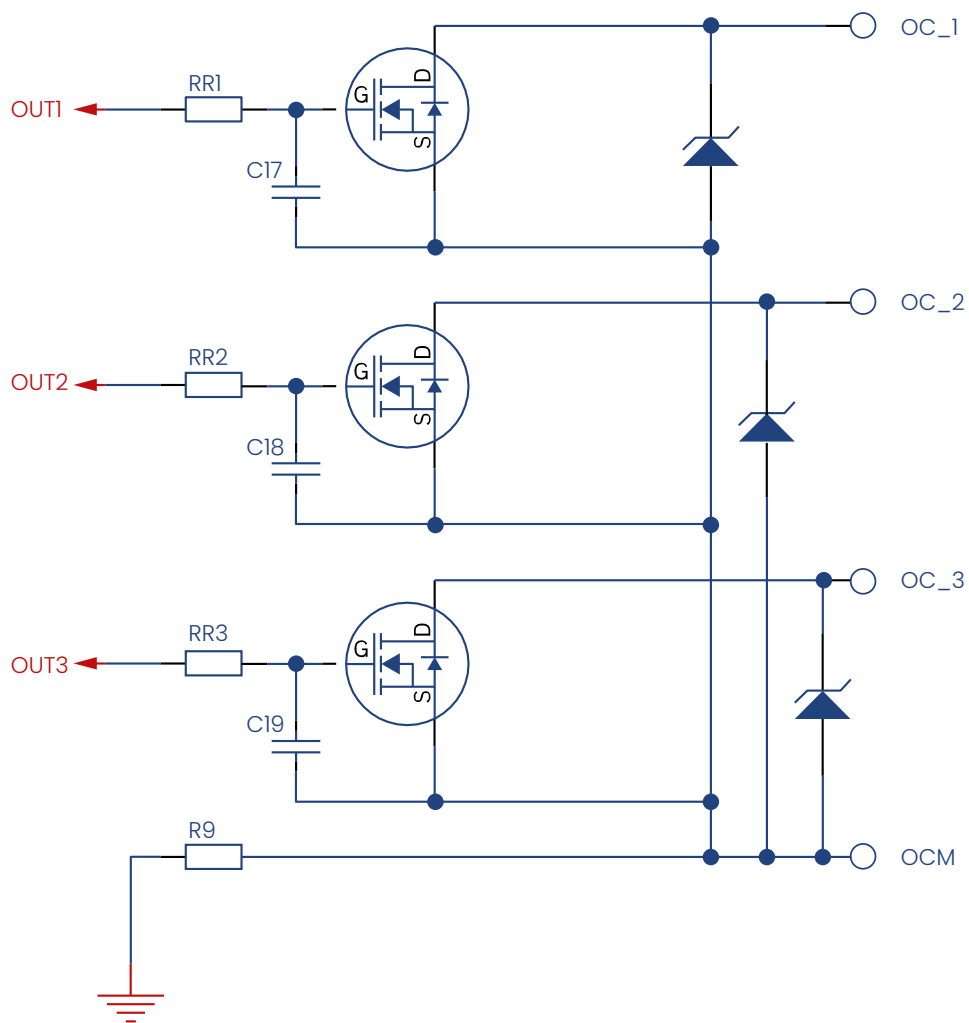 OC_1
RR1
D
G
OUT1
S
C17
OC_2
RR2
D
G
OUT2
S
C18
OC_3
RR3
D
G
OUT3
S
C19
R9
OCM